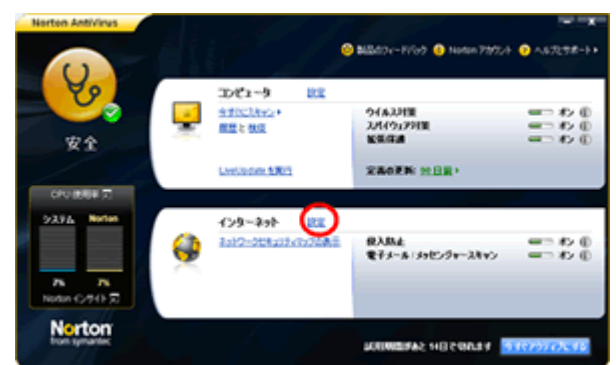 Norton AntiVirus
製品のフィードバック Norton アカウント ヘルプとサポート
安全
コンピュータ 設定
今すぐスキャン
履歴と検疫
LiveUpdate を実行
ウイルス対策 オン
スパイウェア対策 オン
拡張保護 オン
定義の更新:
CPU 使用率
システム Norton
7% 7%
Norton インサイト
インターネット 設定
ネットワークセキュリティマップの表示
侵入防止 オン
電子メール/メッセンジャースキャン オン
Norton
from symantec
試用期間があと 14日で切れます 今すぐアクティブにする